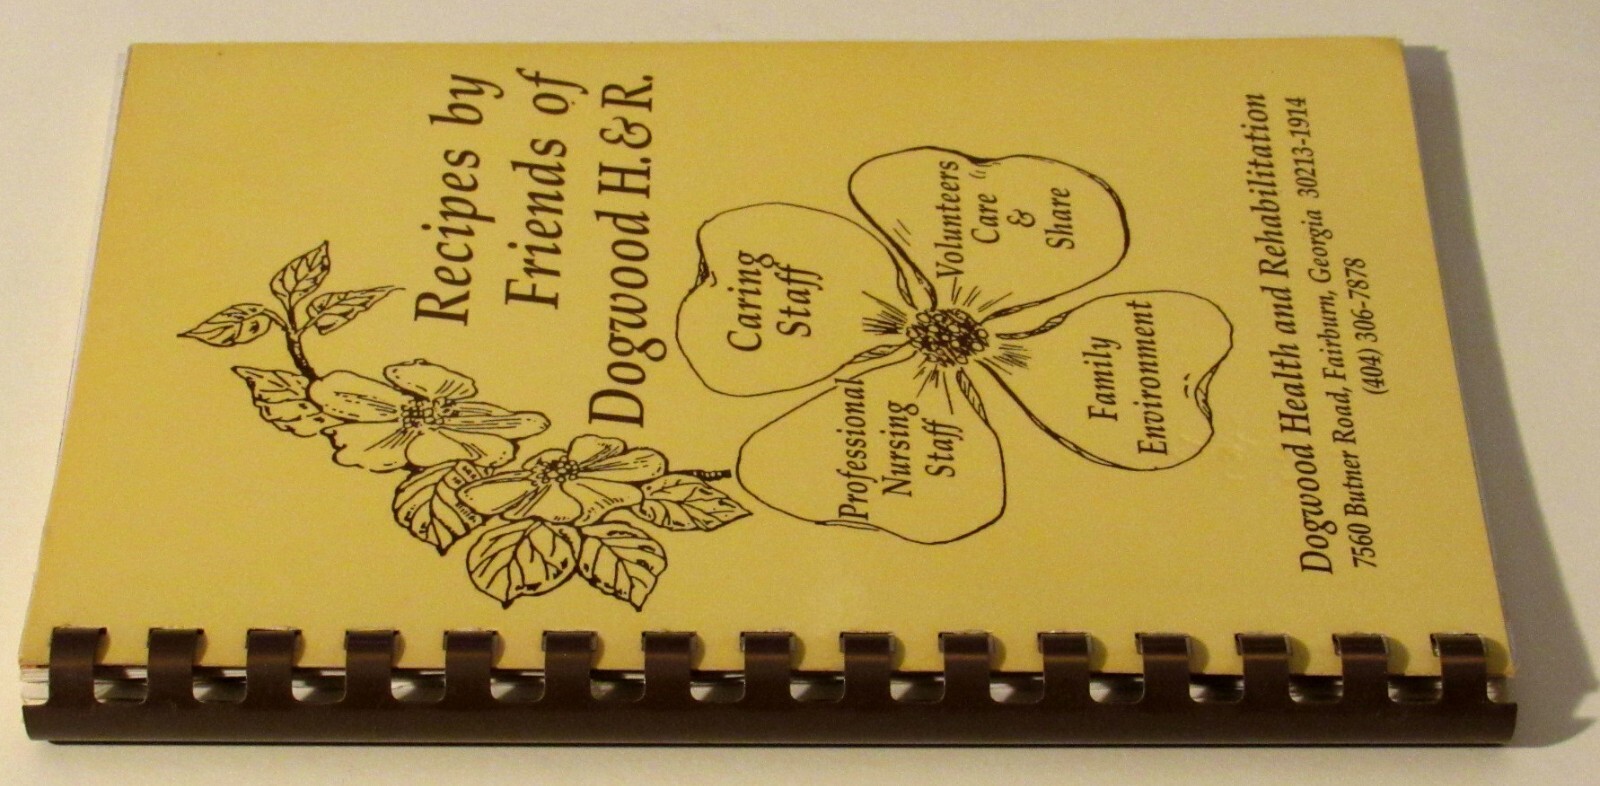 Recipes by
Friends of
Dogwood H.&R.
Caring
Staff
Volunteers
Care
&
Share
Professional
Nursing
Staff
Family
Environment
Dogwood Health and Rehabilitation
7560 Butner Road, Fairburn, Georgia 30213-1914
(404) 306-7878